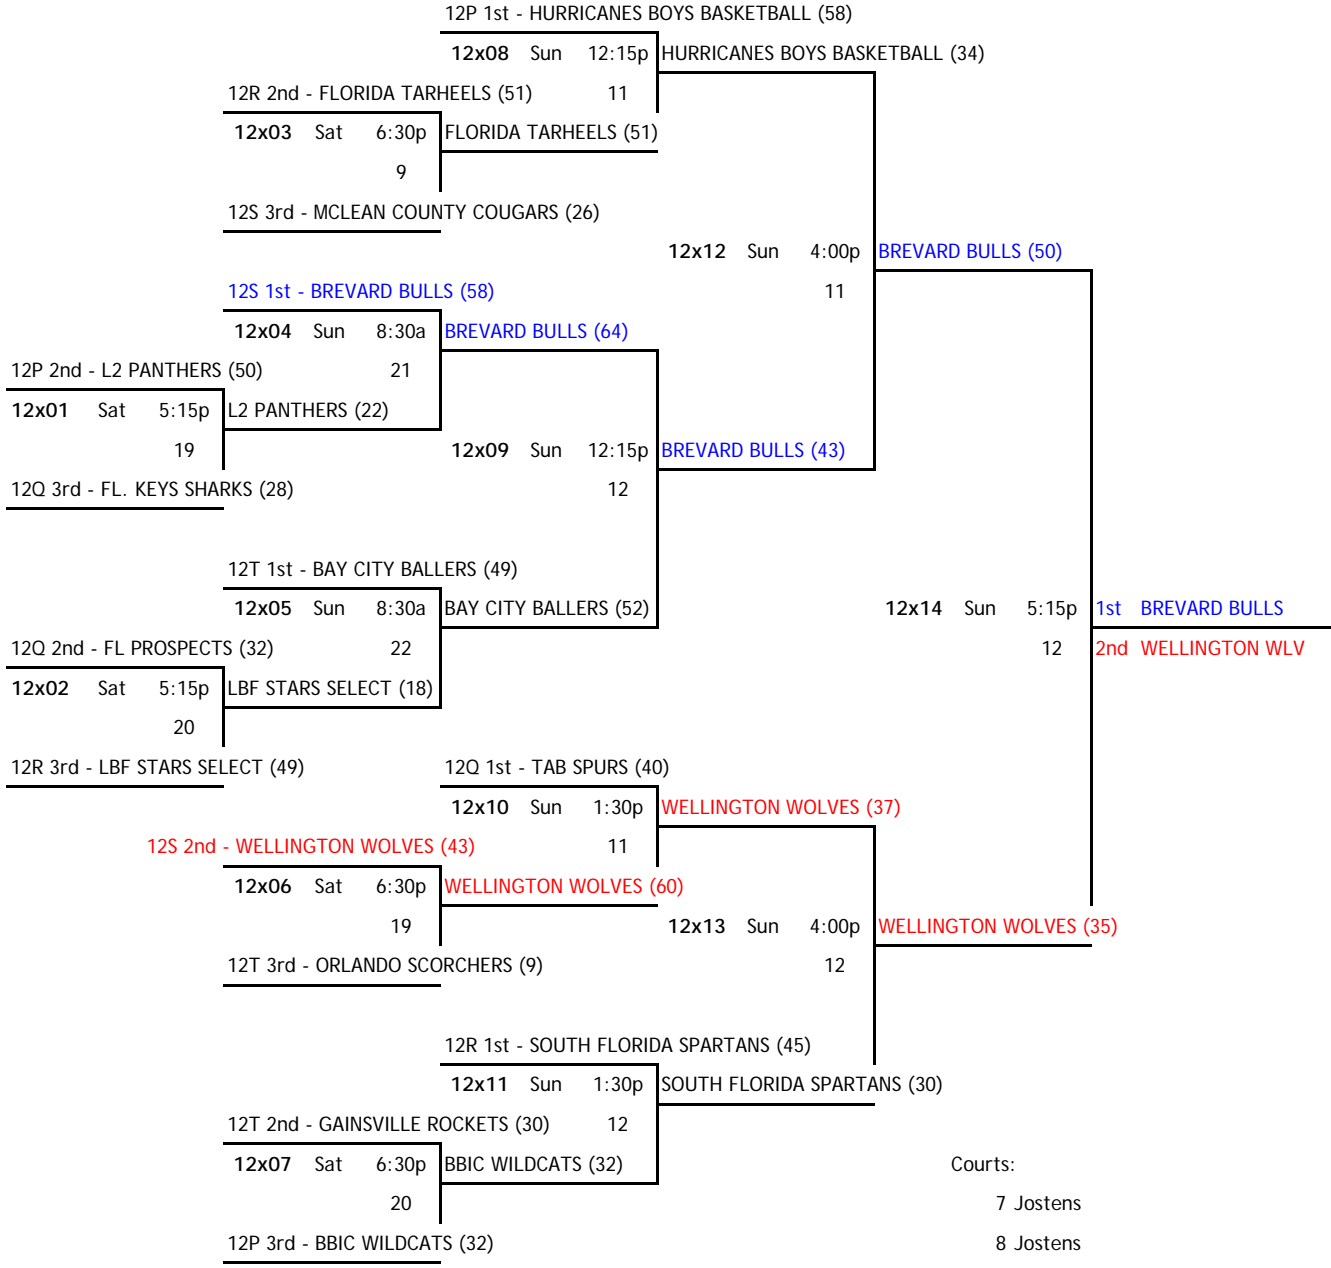 12P 1st - HURRICANES BOYS BASKETBALL (58)
12x08 Sun 12:15p HURRICANES BOYS BASKETBALL (34)
12R 2nd - FLORIDA TARHEELS (51) 11
12x03 Sat 6:30p FLORIDA TARHEELS (51)
9
12S 3rd - MCLEAN COUNTY COUGARS (26)
12x12 Sun 4:00p BREVARD BULLS (50)
12S 1st - BREVARD BULLS (58) 11
12x04 Sun 8:30a BREVARD BULLS (64)
12P 2nd - L2 PANTHERS (50) 21
12x01 Sat 5:15p L2 PANTHERS (22)
19 12x09 Sun 12:15p BREVARD BULLS (43)
12Q 3rd - FL. KEYS SHARKS (28) 12
12T 1st - BAY CITY BALLERS (49)
12x05 Sun 8:30a BAY CITY BALLERS (52) 12x14 Sun 5:15p 1st BREVARD BULLS
12Q 2nd - FL PROSPECTS (32) 22 12 2nd WELLINGTON WLV
12x02 Sat 5:15p LBF STARS SELECT (18)
20
12R 3rd - LBF STARS SELECT (49) 12Q 1st - TAB SPURS (40)
12x10 Sun 1:30p WELLINGTON WOLVES (37)
12S 2nd - WELLINGTON WOLVES (43) 11
12x06 Sat 6:30p WELLINGTON WOLVES (60)
19 12x13 Sun 4:00p WELLINGTON WOLVES (35)
12T 3rd - ORLANDO SCORCHERS (9) 12
12R 1st - SOUTH FLORIDA SPARTANS (45)
12x11 Sun 1:30p SOUTH FLORIDA SPARTANS (30)
12T 2nd - GAINSVILLE ROCKETS (30) 12
12x07 Sat 6:30p BBIC WILDCATS (32) Courts:
20 7 Jostens
12P 3rd - BBIC WILDCATS (32) 8 Jostens